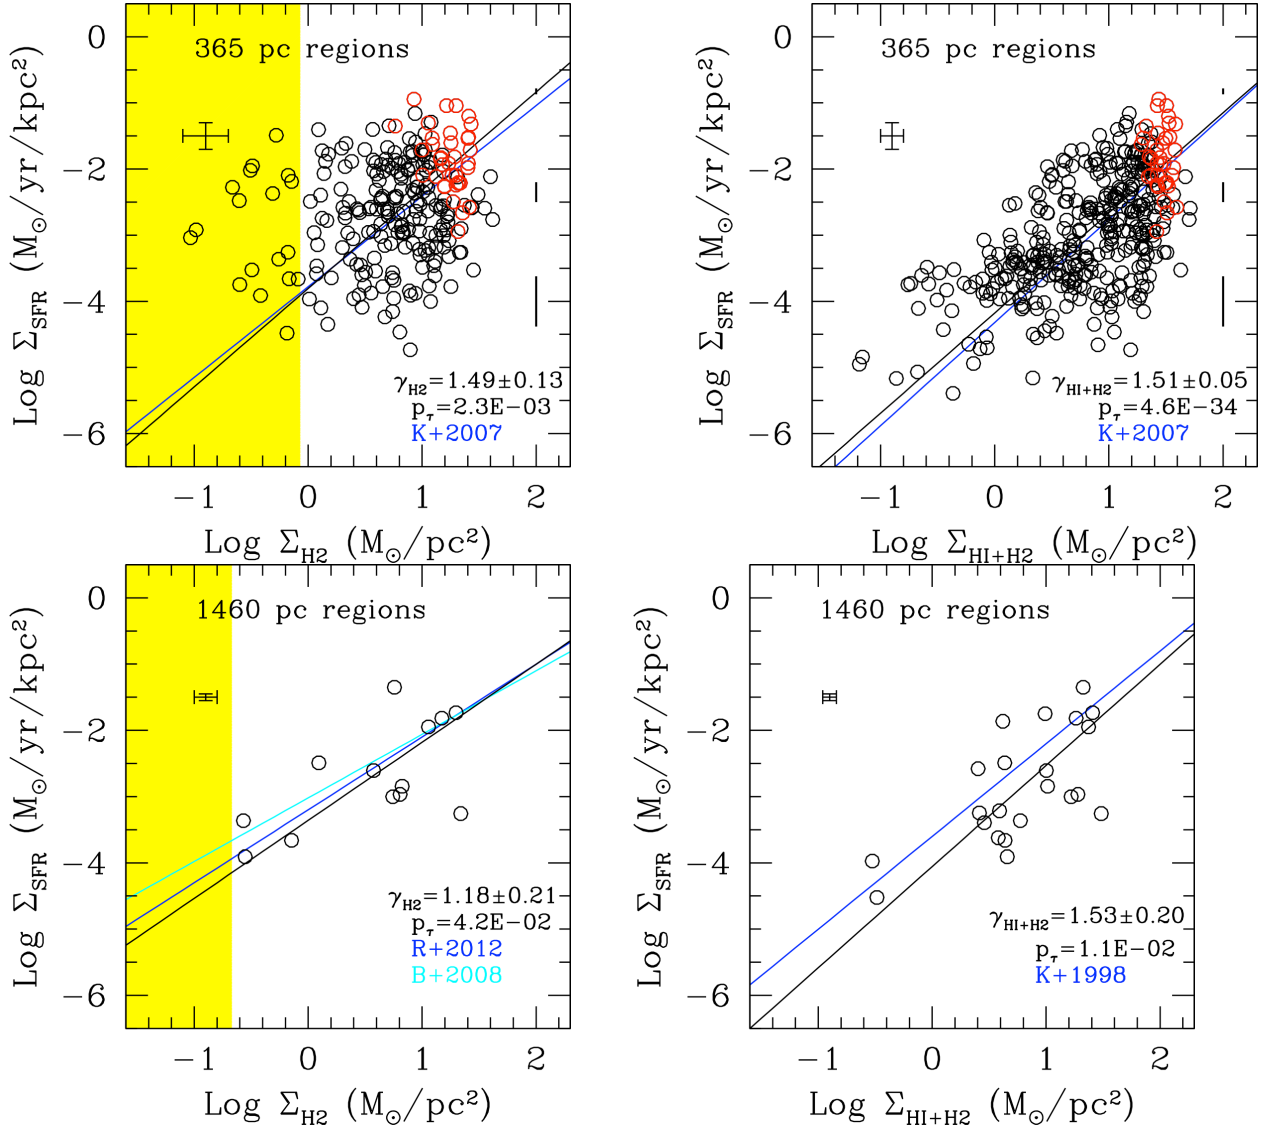 365 pc regions
0
−2
−4
−6
Log Σ_SFR (M_⊙/yr/kpc²)
γ_H2=1.49±0.13
p_τ=2.3E−03
K+2007
−1 0 1 2
Log Σ_H2 (M_⊙/pc²)
365 pc regions
0
−2
−4
−6
Log Σ_SFR (M_⊙/yr/kpc²)
γ_HI+H2=1.51±0.05
p_τ=4.6E−34
K+2007
−1 0 1 2
Log Σ_HI+H2 (M_⊙/pc²)
1460 pc regions
0
−2
−4
−6
Log Σ_SFR (M_⊙/yr/kpc²)
γ_H2=1.18±0.21
p_τ=4.2E−02
R+2012
B+2008
−1 0 1 2
Log Σ_H2 (M_⊙/pc²)
1460 pc regions
0
−2
−4
−6
Log Σ_SFR (M_⊙/yr/kpc²)
γ_HI+H2=1.53±0.20
p_τ=1.1E−02
K+1998
−1 0 1 2
Log Σ_HI+H2 (M_⊙/pc²)